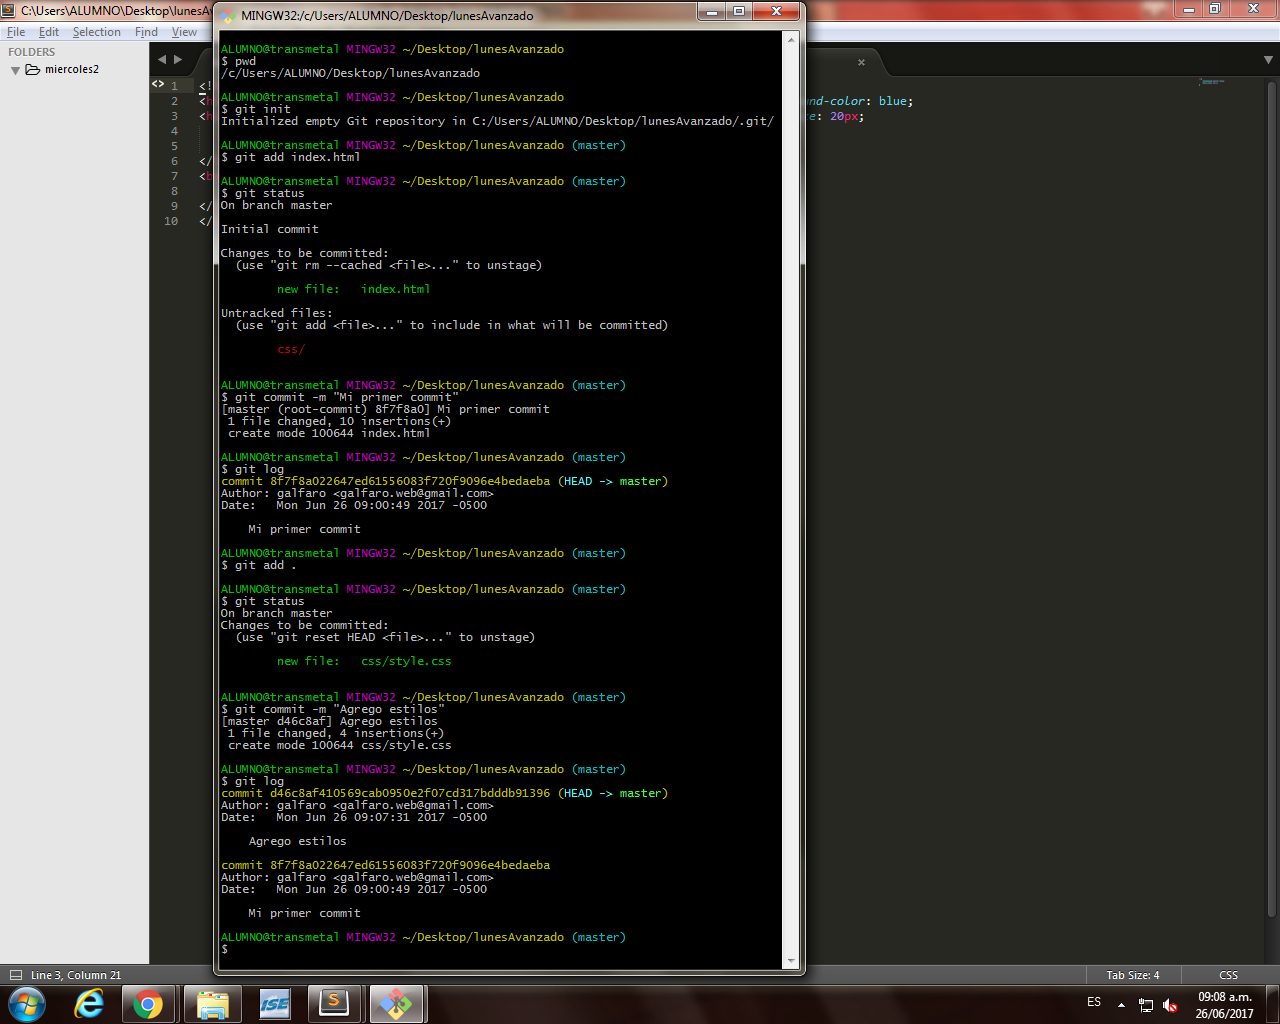 C:\Users\ALUMNO\Desktop\lunesAv
MINGW32:/c/Users/ALUMNO/Desktop/lunesAvanzado
File Edit Selection Find View
FOLDERS
miercoles2
<> 1 <!
2 <h
3 <h
4
5
6 </
7 <b
8
9 </
10 </
nd-color: blue;
e: 20px;
ALUMNO@transmetal MINGW32 ~/Desktop/lunesAvanzado
$ pwd
/c/Users/ALUMNO/Desktop/lunesAvanzado
ALUMNO@transmetal MINGW32 ~/Desktop/lunesAvanzado
$ git init
Initialized empty Git repository in C:/Users/ALUMNO/Desktop/lunesAvanzado/.git/
ALUMNO@transmetal MINGW32 ~/Desktop/lunesAvanzado (master)
$ git add index.html
ALUMNO@transmetal MINGW32 ~/Desktop/lunesAvanzado (master)
$ git status
On branch master
Initial commit
Changes to be committed:
(use "git rm --cached <file>..." to unstage)
new file: index.html
Untracked files:
(use "git add <file>..." to include in what will be committed)
css/
ALUMNO@transmetal MINGW32 ~/Desktop/lunesAvanzado (master)
$ git commit -m "Mi primer commit"
[master (root-commit) 8f7f8a0] Mi primer commit
1 file changed, 10 insertions(+)
create mode 100644 index.html
ALUMNO@transmetal MINGW32 ~/Desktop/lunesAvanzado (master)
$ git log
commit 8f7f8a022647ed61556083f720f9096e4bedaeba (HEAD -> master)
Author: galfaro <galfaro.web@gmail.com>
Date: Mon Jun 26 09:00:49 2017 -0500
Mi primer commit
ALUMNO@transmetal MINGW32 ~/Desktop/lunesAvanzado (master)
$ git add .
ALUMNO@transmetal MINGW32 ~/Desktop/lunesAvanzado (master)
$ git status
On branch master
Changes to be committed:
(use "git reset HEAD <file>..." to unstage)
new file: css/style.css
ALUMNO@transmetal MINGW32 ~/Desktop/lunesAvanzado (master)
$ git commit -m "Agrego estilos"
[master d46c8af] Agrego estilos
1 file changed, 4 insertions(+)
create mode 100644 css/style.css
ALUMNO@transmetal MINGW32 ~/Desktop/lunesAvanzado (master)
$ git log
commit d46c8af410569cab0950e2f07cd317bdddb91396 (HEAD -> master)
Author: galfaro <galfaro.web@gmail.com>
Date: Mon Jun 26 09:07:31 2017 -0500
Agrego estilos
commit 8f7f8a022647ed61556083f720f9096e4bedaeba
Author: galfaro <galfaro.web@gmail.com>
Date: Mon Jun 26 09:00:49 2017 -0500
Mi primer commit
ALUMNO@transmetal MINGW32 ~/Desktop/lunesAvanzado (master)
$
Line 3, Column 21
Tab Size: 4
CSS
ISE
ES
09:08 a.m.
26/06/2017